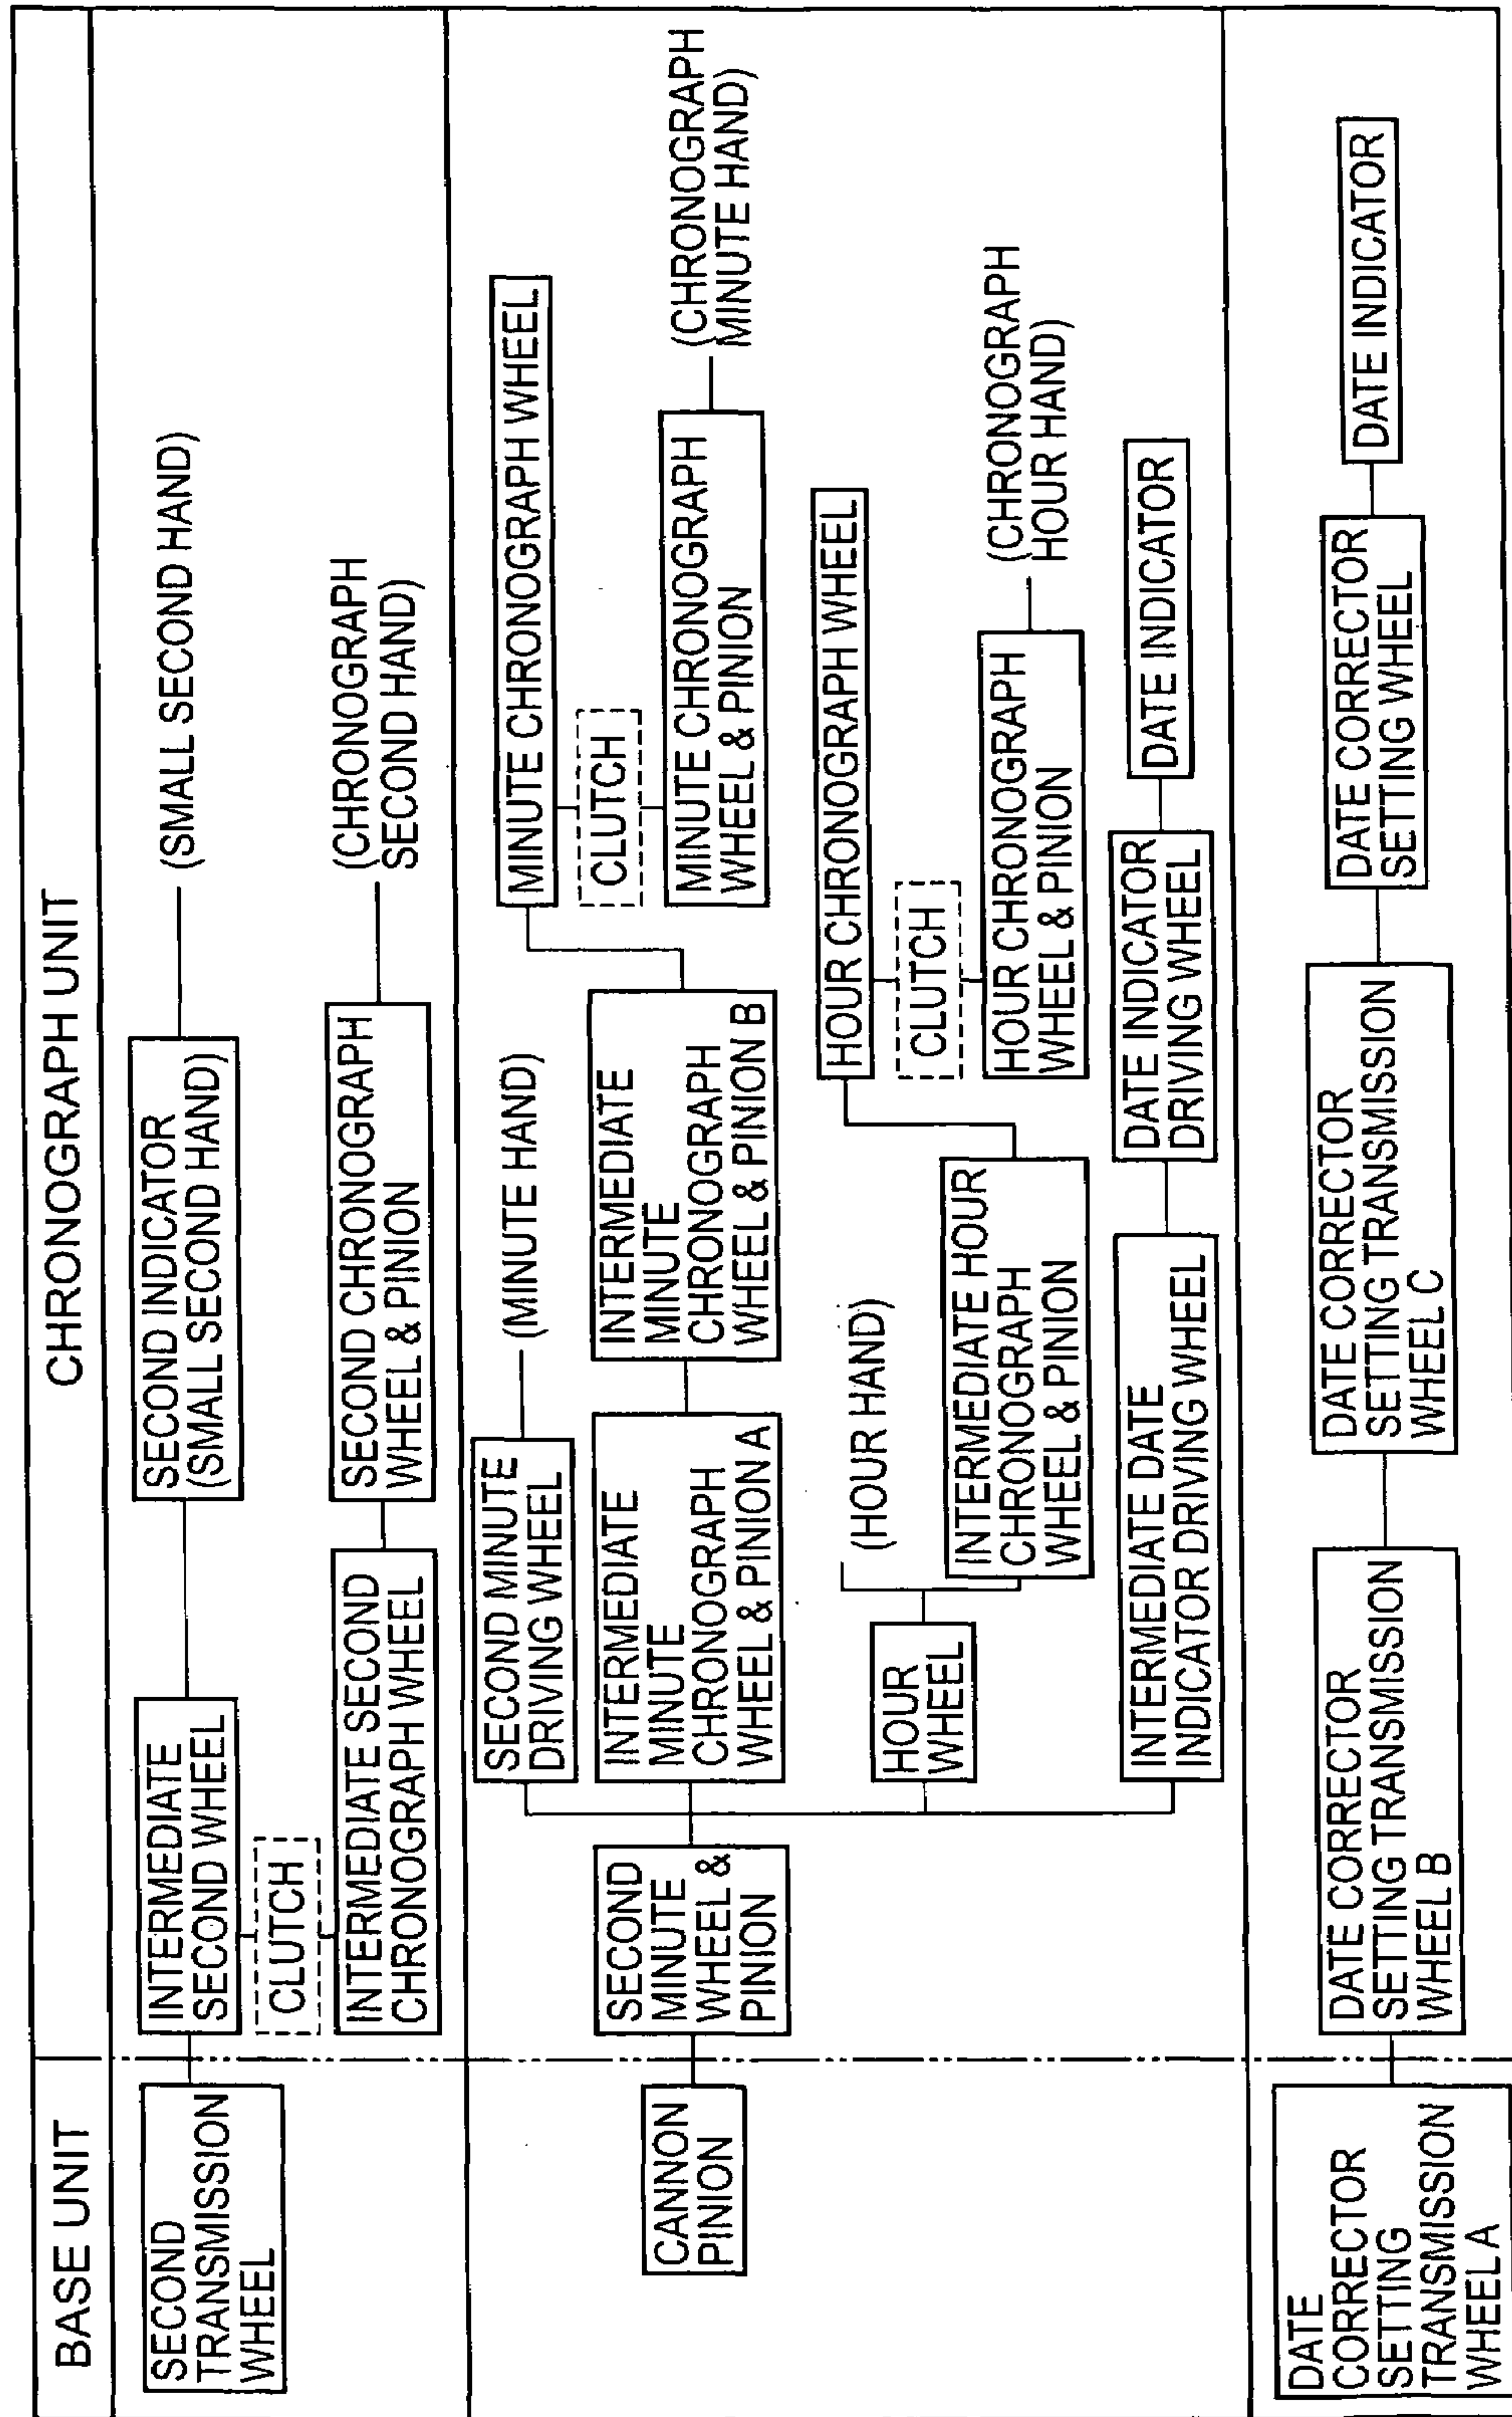 BASE UNIT
CHRONOGRAPH UNIT
SECOND
TRANSMISSION
WHEEL
INTERMEDIATE
SECOND WHEEL
SECOND INDICATOR
(SMALL SECOND HAND)
(SMALL SECOND HAND)
CLUTCH
INTERMEDIATE SECOND
CHRONOGRAPH WHEEL
SECOND CHRONOGRAPH
WHEEL & PINION
(CHRONOGRAPH
SECOND HAND)
CANNON
PINION
SECOND
MINUTE
WHEEL &
PINION
SECOND MINUTE
DRIVING WHEEL
(MINUTE HAND)
INTERMEDIATE
MINUTE
CHRONOGRAPH
WHEEL & PINION A
INTERMEDIATE
MINUTE
CHRONOGRAPH
WHEEL & PINION B
MINUTE CHRONOGRAPH WHEEL
CLUTCH
MINUTE CHRONOGRAPH
WHEEL & PINION
(CHRONOGRAPH
MINUTE HAND)
HOUR
WHEEL
(HOUR HAND)
INTERMEDIATE HOUR
CHRONOGRAPH
WHEEL & PINION
HOUR CHRONOGRAPH WHEEL
CLUTCH
HOUR CHRONOGRAPH
WHEEL & PINION
(CHRONOGRAPH
HOUR HAND)
INTERMEDIATE DATE
INDICATOR DRIVING WHEEL
DATE INDICATOR
DRIVING WHEEL
DATE INDICATOR
DATE
CORRECTOR
SETTING
TRANSMISSION
WHEEL A
DATE CORRECTOR
SETTING TRANSMISSION
WHEEL B
DATE CORRECTOR
SETTING TRANSMISSION
WHEEL C
DATE CORRECTOR
SETTING WHEEL
DATE INDICATOR